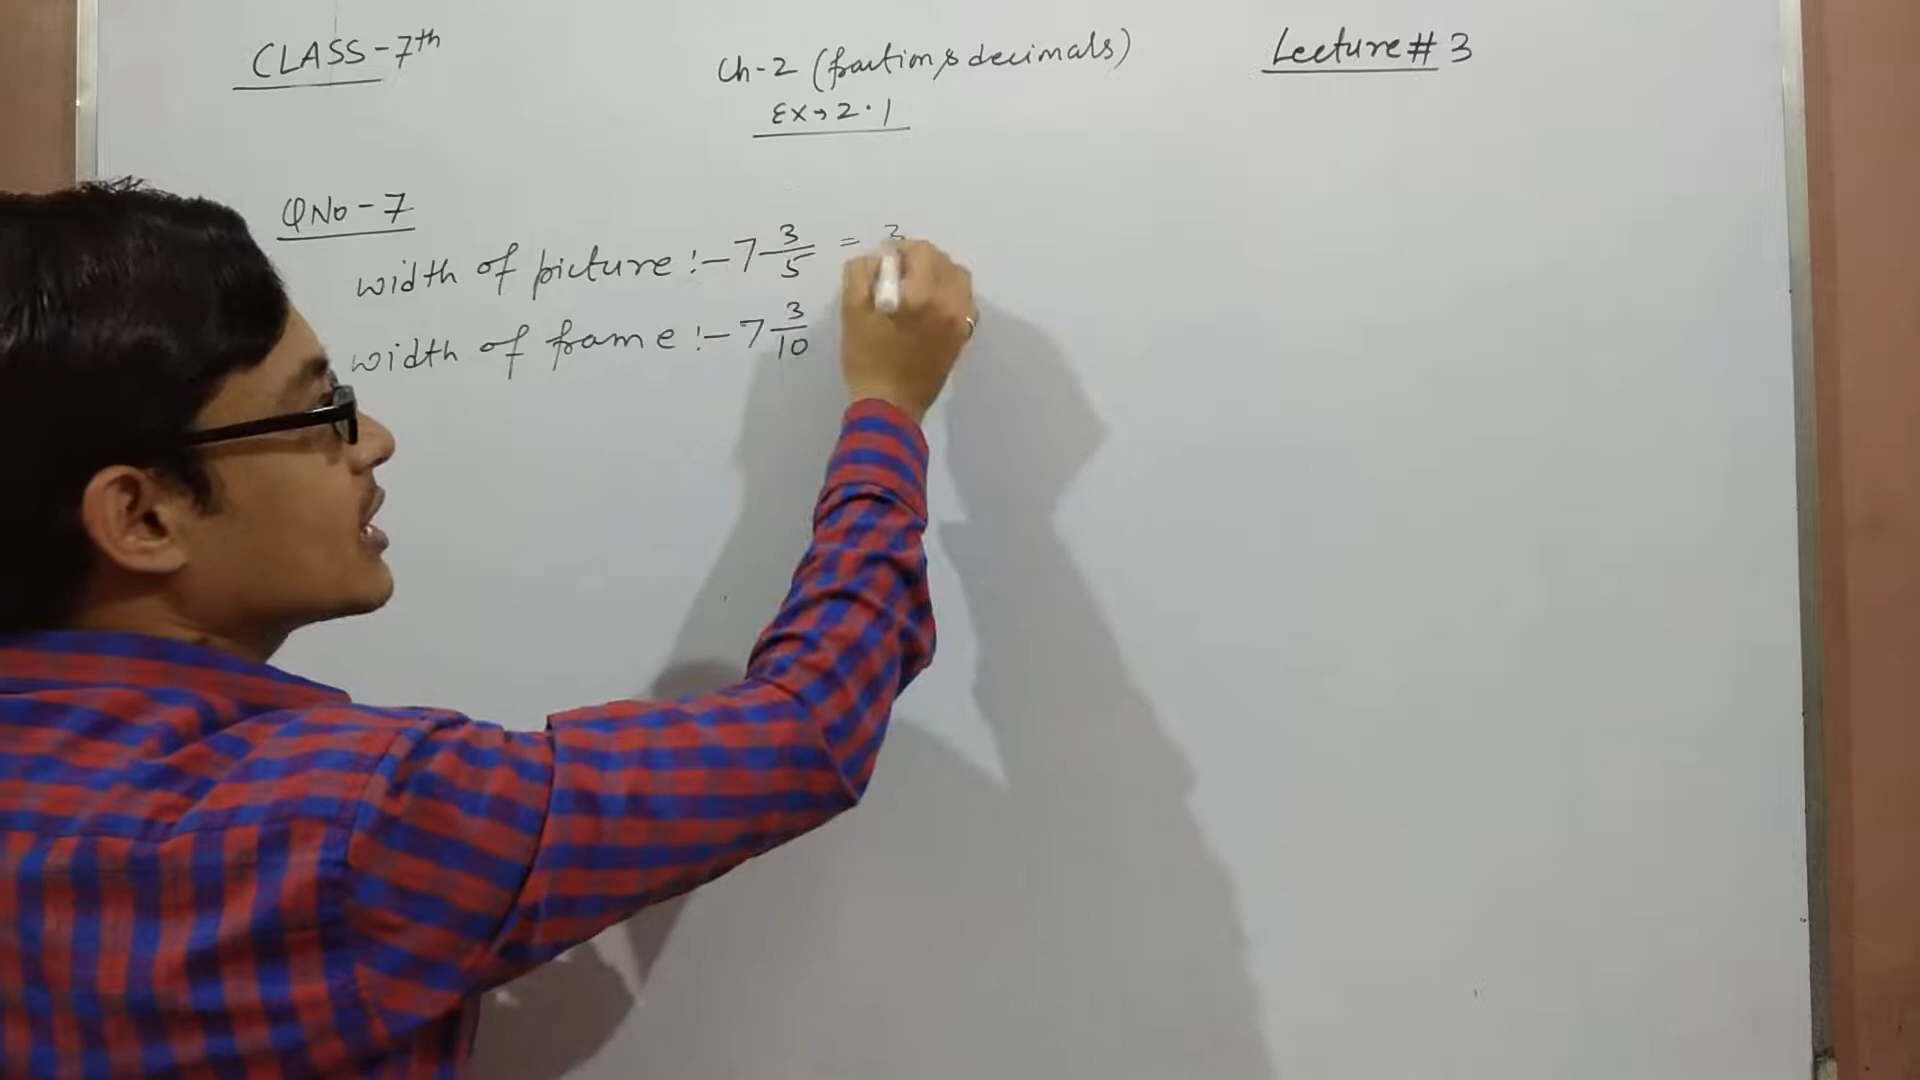 CLASS-7th
Ch-2 (fraction & decimals)
Ex→2.1
Lecture # 3
QNo-7
width of picture :- 7 3/5 = 3
width of frame :- 7 3/10